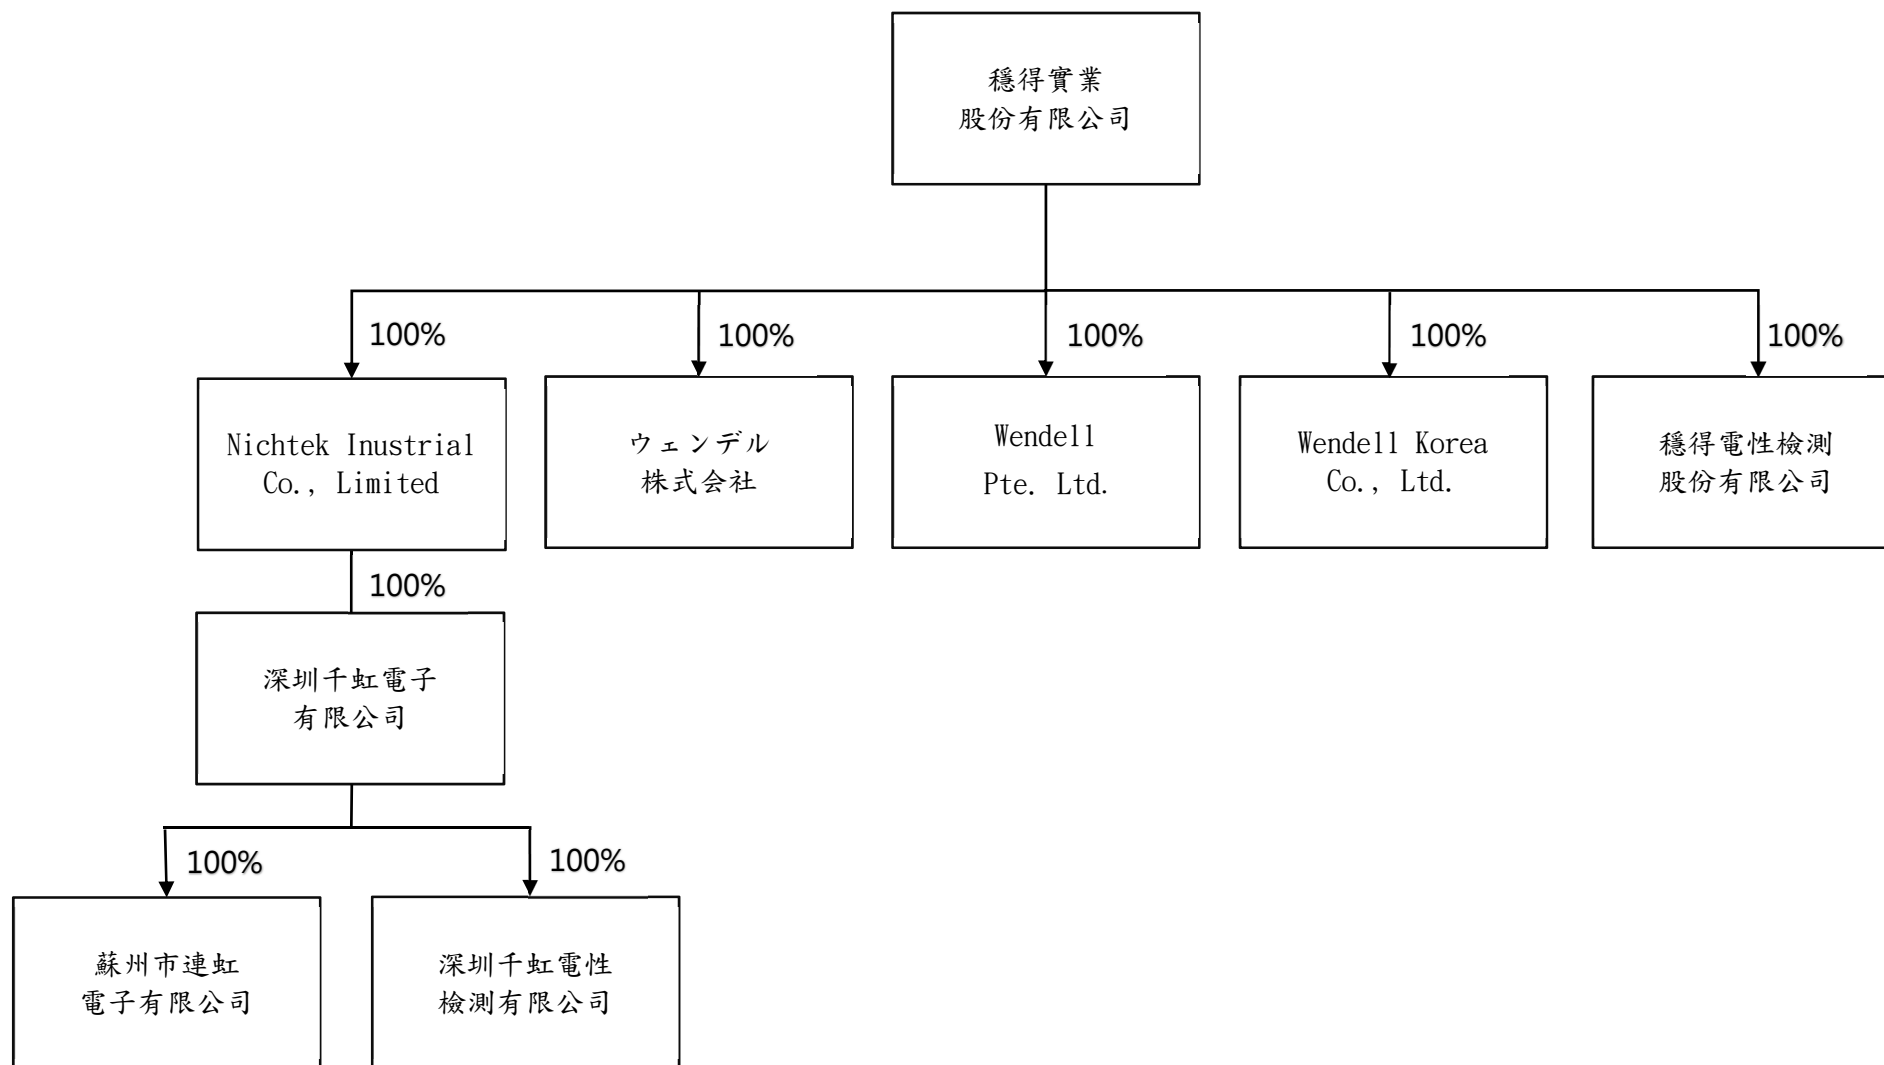 穩得實業
股份有限公司
100%
100%
100%
100%
100%
Nichtek Inustrial
Co., Limited
ウェンデル
株式会社
Wendell
Pte. Ltd.
Wendell Korea
Co., Ltd.
穩得電性檢測
股份有限公司
100%
深圳千虹電子
有限公司
100%
100%
蘇州市連虹
電子有限公司
深圳千虹電性
檢測有限公司